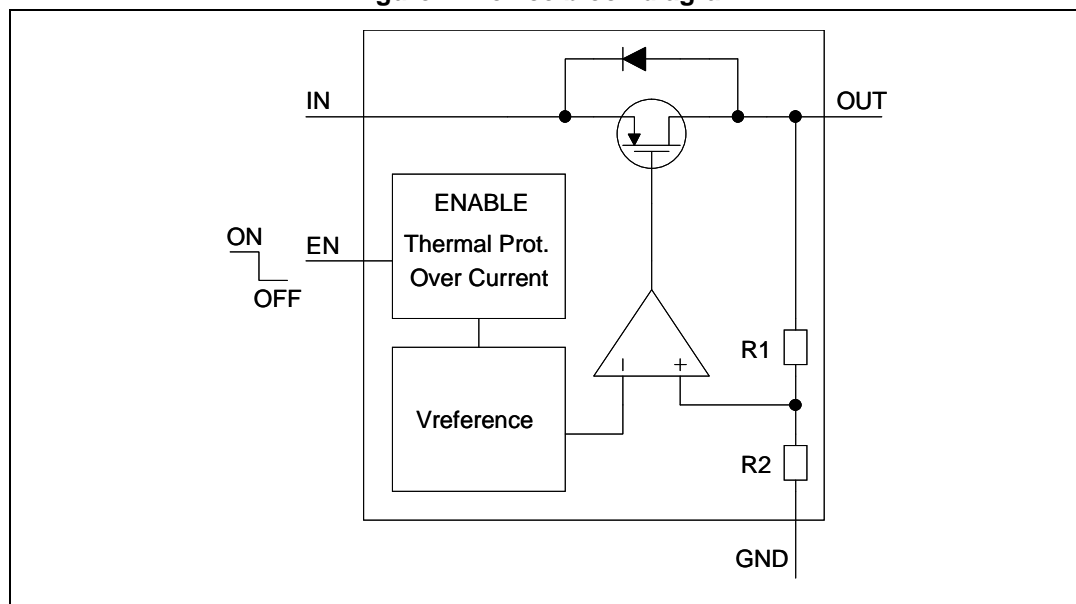 IN
OUT
ENABLE
Thermal Prot.
Over Current
ON
OFF
EN
R1
- +
Vreference
R2
GND